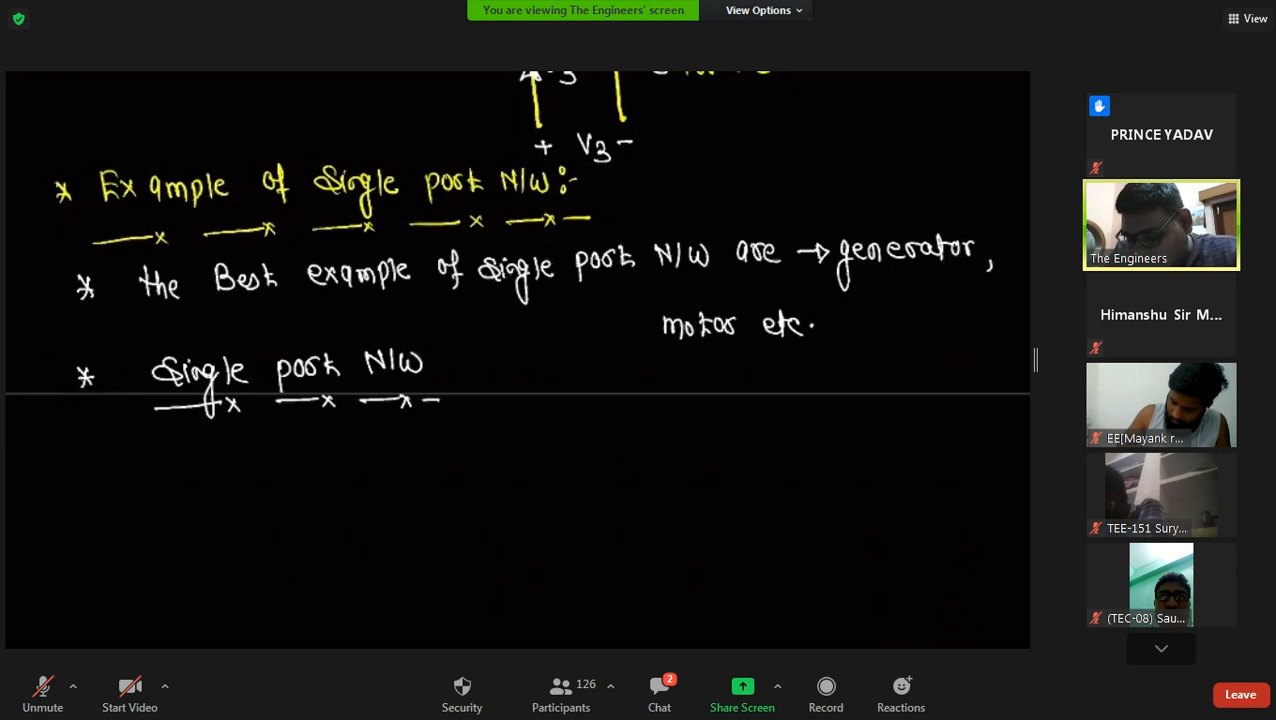 You are viewing The Engineers' screen
View Options
View
+ V3 -
* Example of Single port N/W:-
* the Best example of single port N/W are → generator,
motor etc.
* Single port N/W
PRINCE YADAV
The Engineers
Himanshu Sir M...
EE[Mayank r...
TEE-151 Sury...
(TEC-08) Sau...
Unmute
Start Video
Security
126
Participants
2
Chat
Share Screen
Record
Reactions
Leave